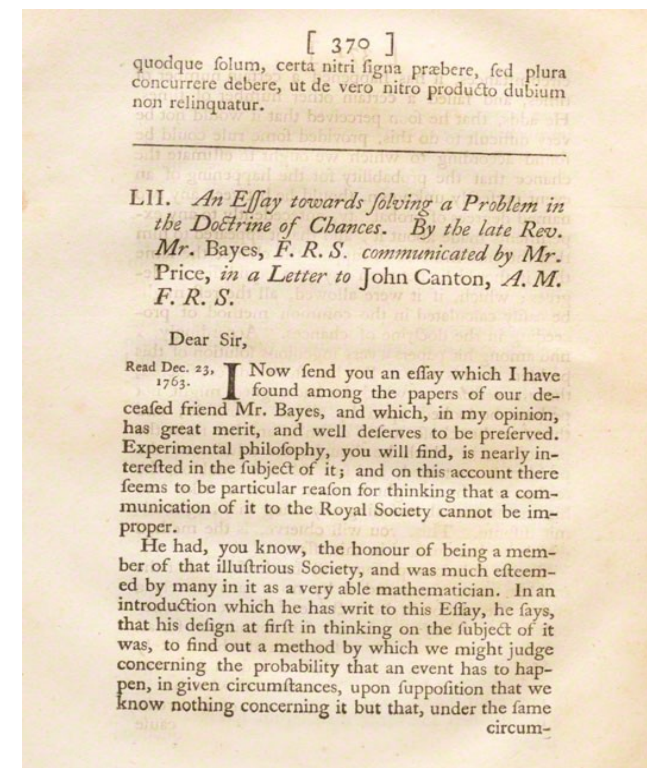 [ 370 ]
quodque ſolum, certa nitri ſigna præbere, ſed plura
concurrere debere, ut de vero nitro producto dubium
non relinquatur.
LII. An Eſſay towards ſolving a Problem in
the Doctrine of Chances. By the late Rev.
Mr. Bayes, F. R. S. communicated by Mr.
Price, in a Letter to John Canton, A. M.
F. R. S.
Dear Sir,
Read Dec. 23, 1763. I Now ſend you an eſſay which I have
found among the papers of our de-
ceaſed friend Mr. Bayes, and which, in my opinion,
has great merit, and well deſerves to be preſerved.
Experimental philoſophy, you will find, is nearly in-
tereſted in the ſubject of it; and on this account there
ſeems to be particular reaſon for thinking that a com-
munication of it to the Royal Society cannot be im-
proper.
He had, you know, the honour of being a mem-
ber of that illuſtrious Society, and was much eſteem-
ed by many in it as a very able mathematician. In an
introduction which he has writ to this Eſſay, he ſays,
that his deſign at firſt in thinking on the ſubject of it
was, to find out a method by which we might judge
concerning the probability that an event has to hap-
pen, in given circumſtances, upon ſuppoſition that we
know nothing concerning it but that, under the ſame
circum-